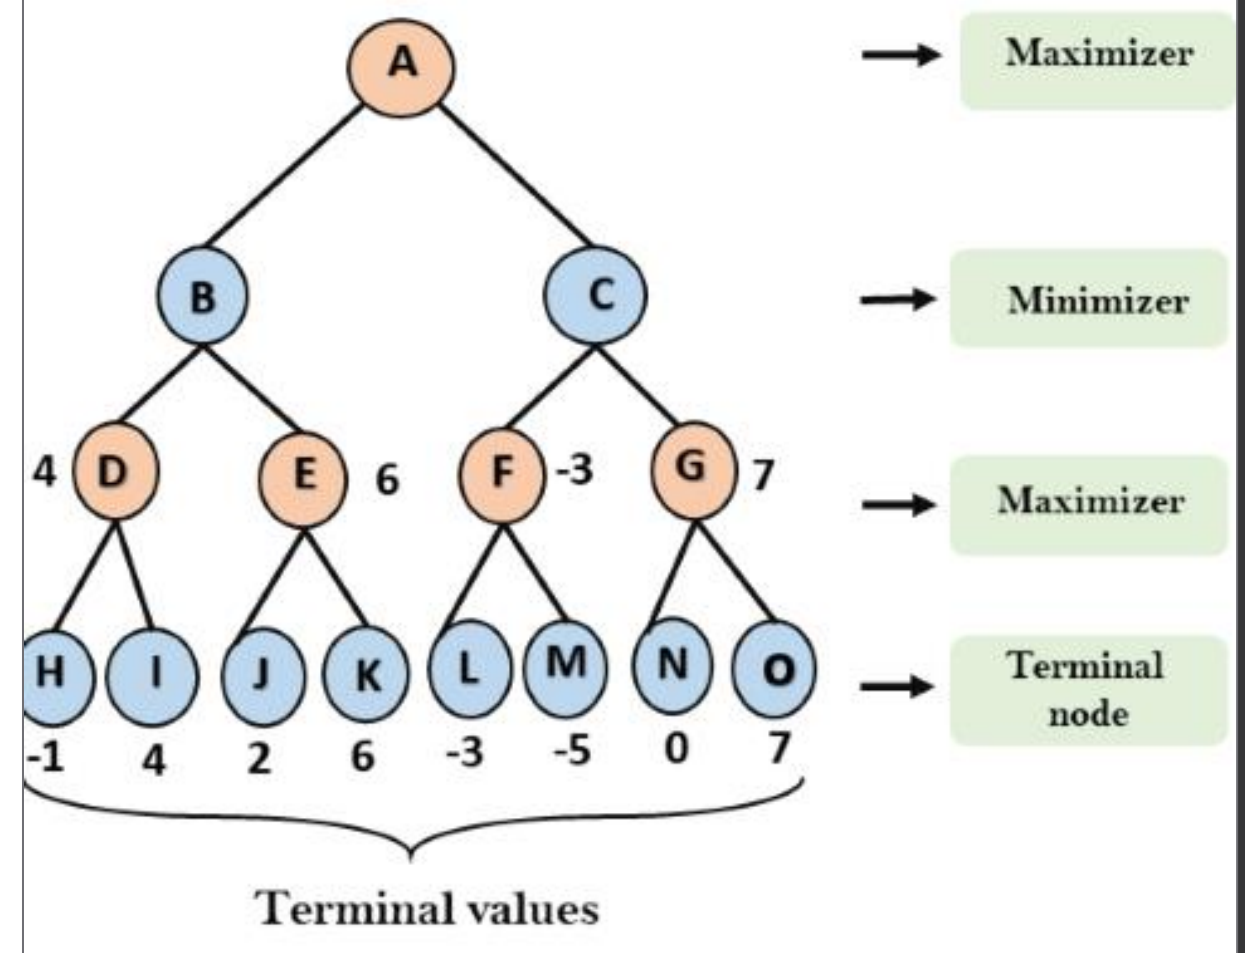 A
Maximizer
B
C
Minimizer
4
D
E
6
F
-3
G
7
Maximizer
H
I
J
K
L
M
N
O
Terminal
node
-1
4
2
6
-3
-5
0
7
Terminal values